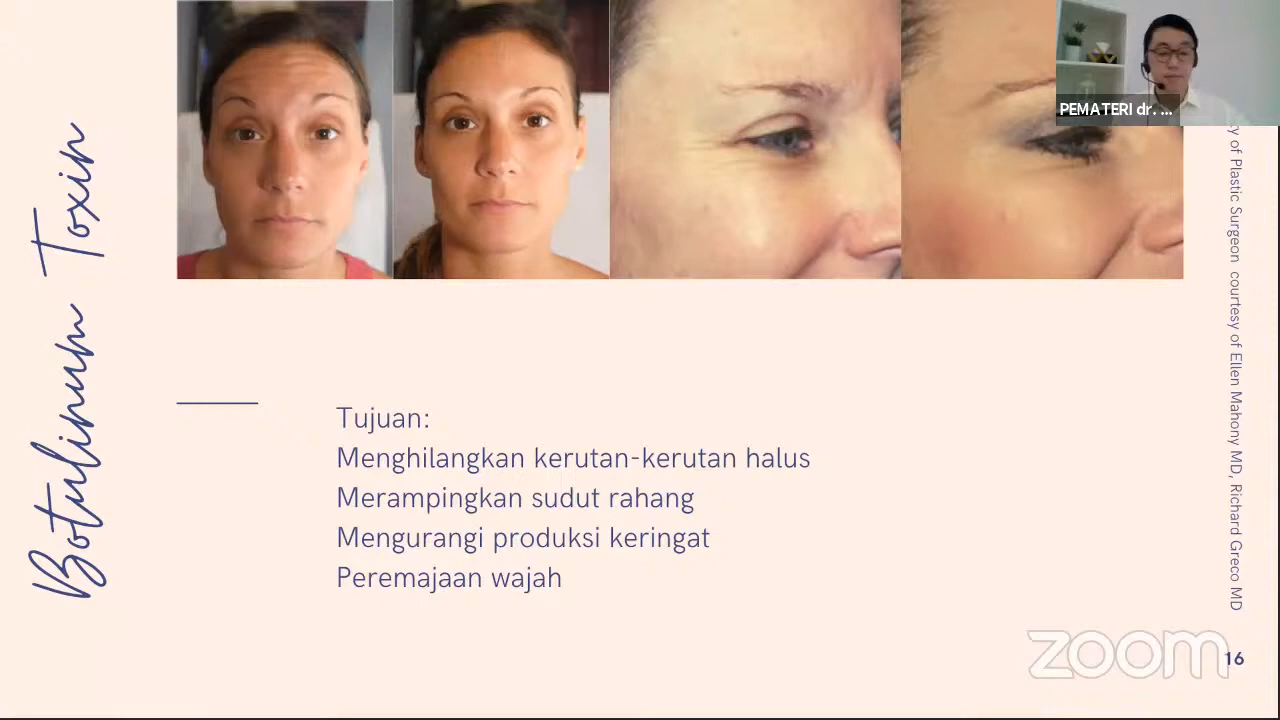 Botulinum Toxin
PEMATERI dr. ...
Tujuan:
Menghilangkan kerutan-kerutan halus
Merampingkan sudut rahang
Mengurangi produksi keringat
Peremajaan wajah
of Plastic Surgeon courtesy of Ellen Mahony MD, Richard Greco MD
zoom
16